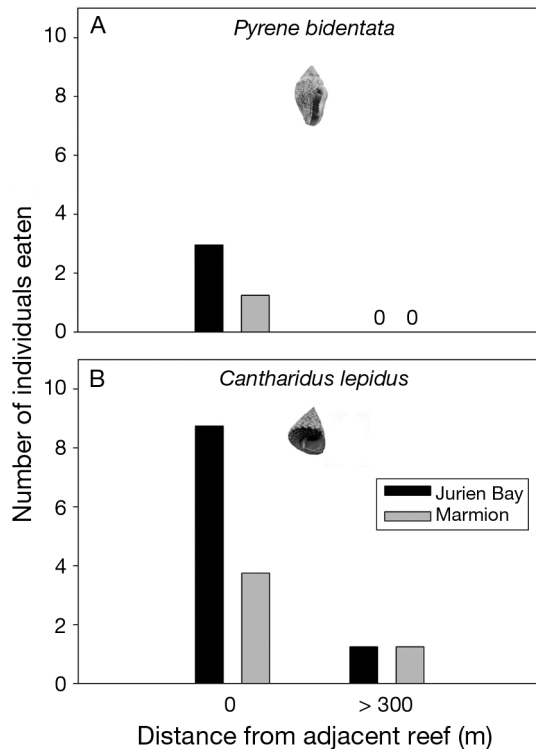 A
Pyrene bidentata
10
8
6
4
2
0
0 0
B
Cantharidus lepidus
10
8
6
4
2
0
Jurien Bay
Marmion
0 > 300
Number of individuals eaten
Distance from adjacent reef (m)